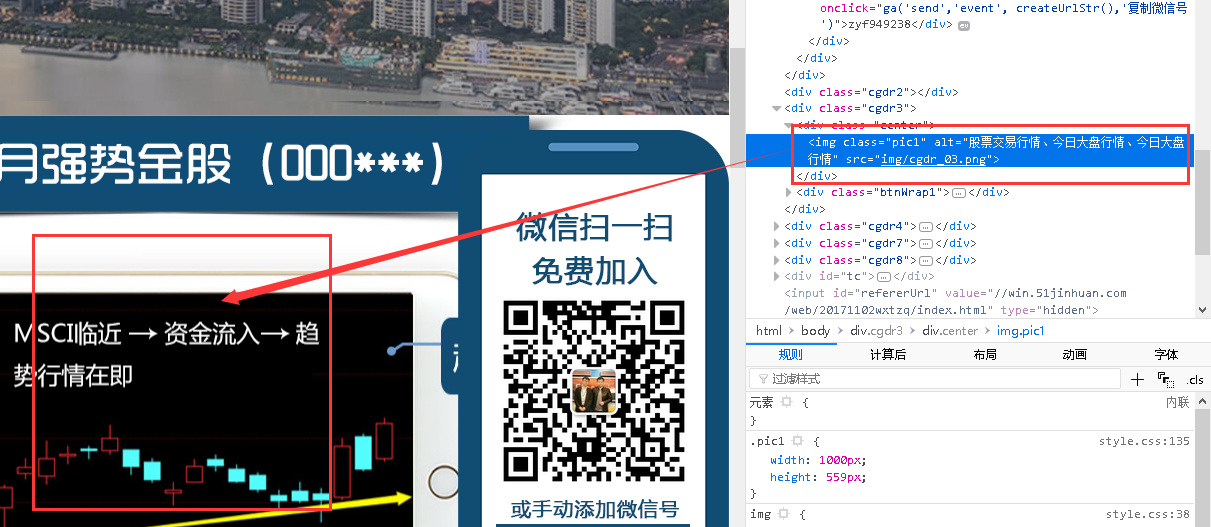 月强势金股（000***）
MSCI临近 → 资金流入→ 趋
势行情在即
微信扫一扫
免费加入
或手动添加微信号
onclick="ga('send','event', createUrlStr(),'复制微信号
')">zyf949238</div>
</div>
</div>
</div>
<div class="cgdr2"></div>
<div class="cgdr3">
<div class="center">
<img class="pic1" alt="股票交易行情、今日大盘行情、今日大盘
行情" src="img/cgdr_03.png">
</div>
<div class="btnWrap1"></div>
</div>
<div class="cgdr4"></div>
<div class="cgdr7"></div>
<div class="cgdr8"></div>
<div id="tc"></div>
<input id="refererUrl" value="//win.51jinhuan.com
/web/20171102wxtzq/index.html" type="hidden">
html > body > div.cgdr3 > div.center > img.pic1
规则 计算后 布局 动画 字体
过滤样式 .cls
元素 { 内联
}
.pic1 { style.css:135
width: 1000px;
height: 559px;
}
img { style.css:38